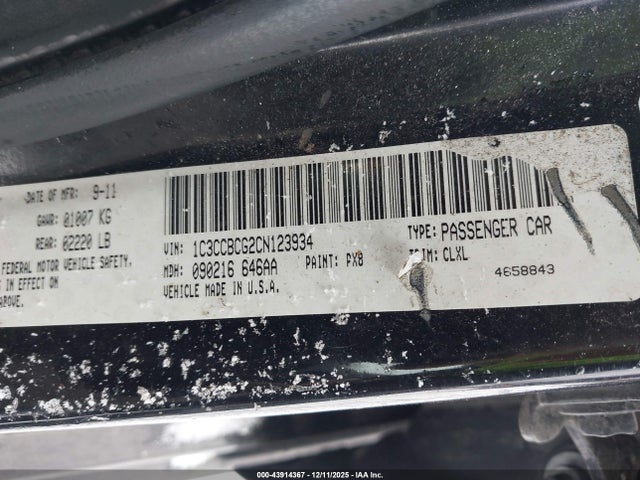 DATE OF MFR: 9-11
GAWR: 01007 KG
REAR: 02220 LB
FEDERAL MOTOR VEHICLE SAFETY.
IN EFFECT ON
ABOVE.
VIN: 1C3CCBCG2CN123934
TYPE: PASSENGER CAR
MDH: 090216 646AA
PAINT: PX8
TRIM: CLXL
VEHICLE MADE IN U.S.A.
4658843
000-43914367 - 12/11/2025 - IAA Inc.